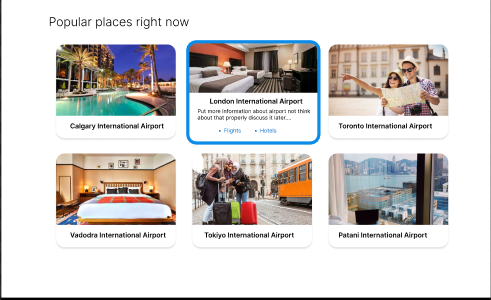 Popular places right now
Calgary International Airport
London International Airport
Put more information about airport not think
about that properly discuss it later....
• Flights • Hotels
Toronto International Airport
Vadodra International Airport
Tokiyo International Airport
Patani International Airport